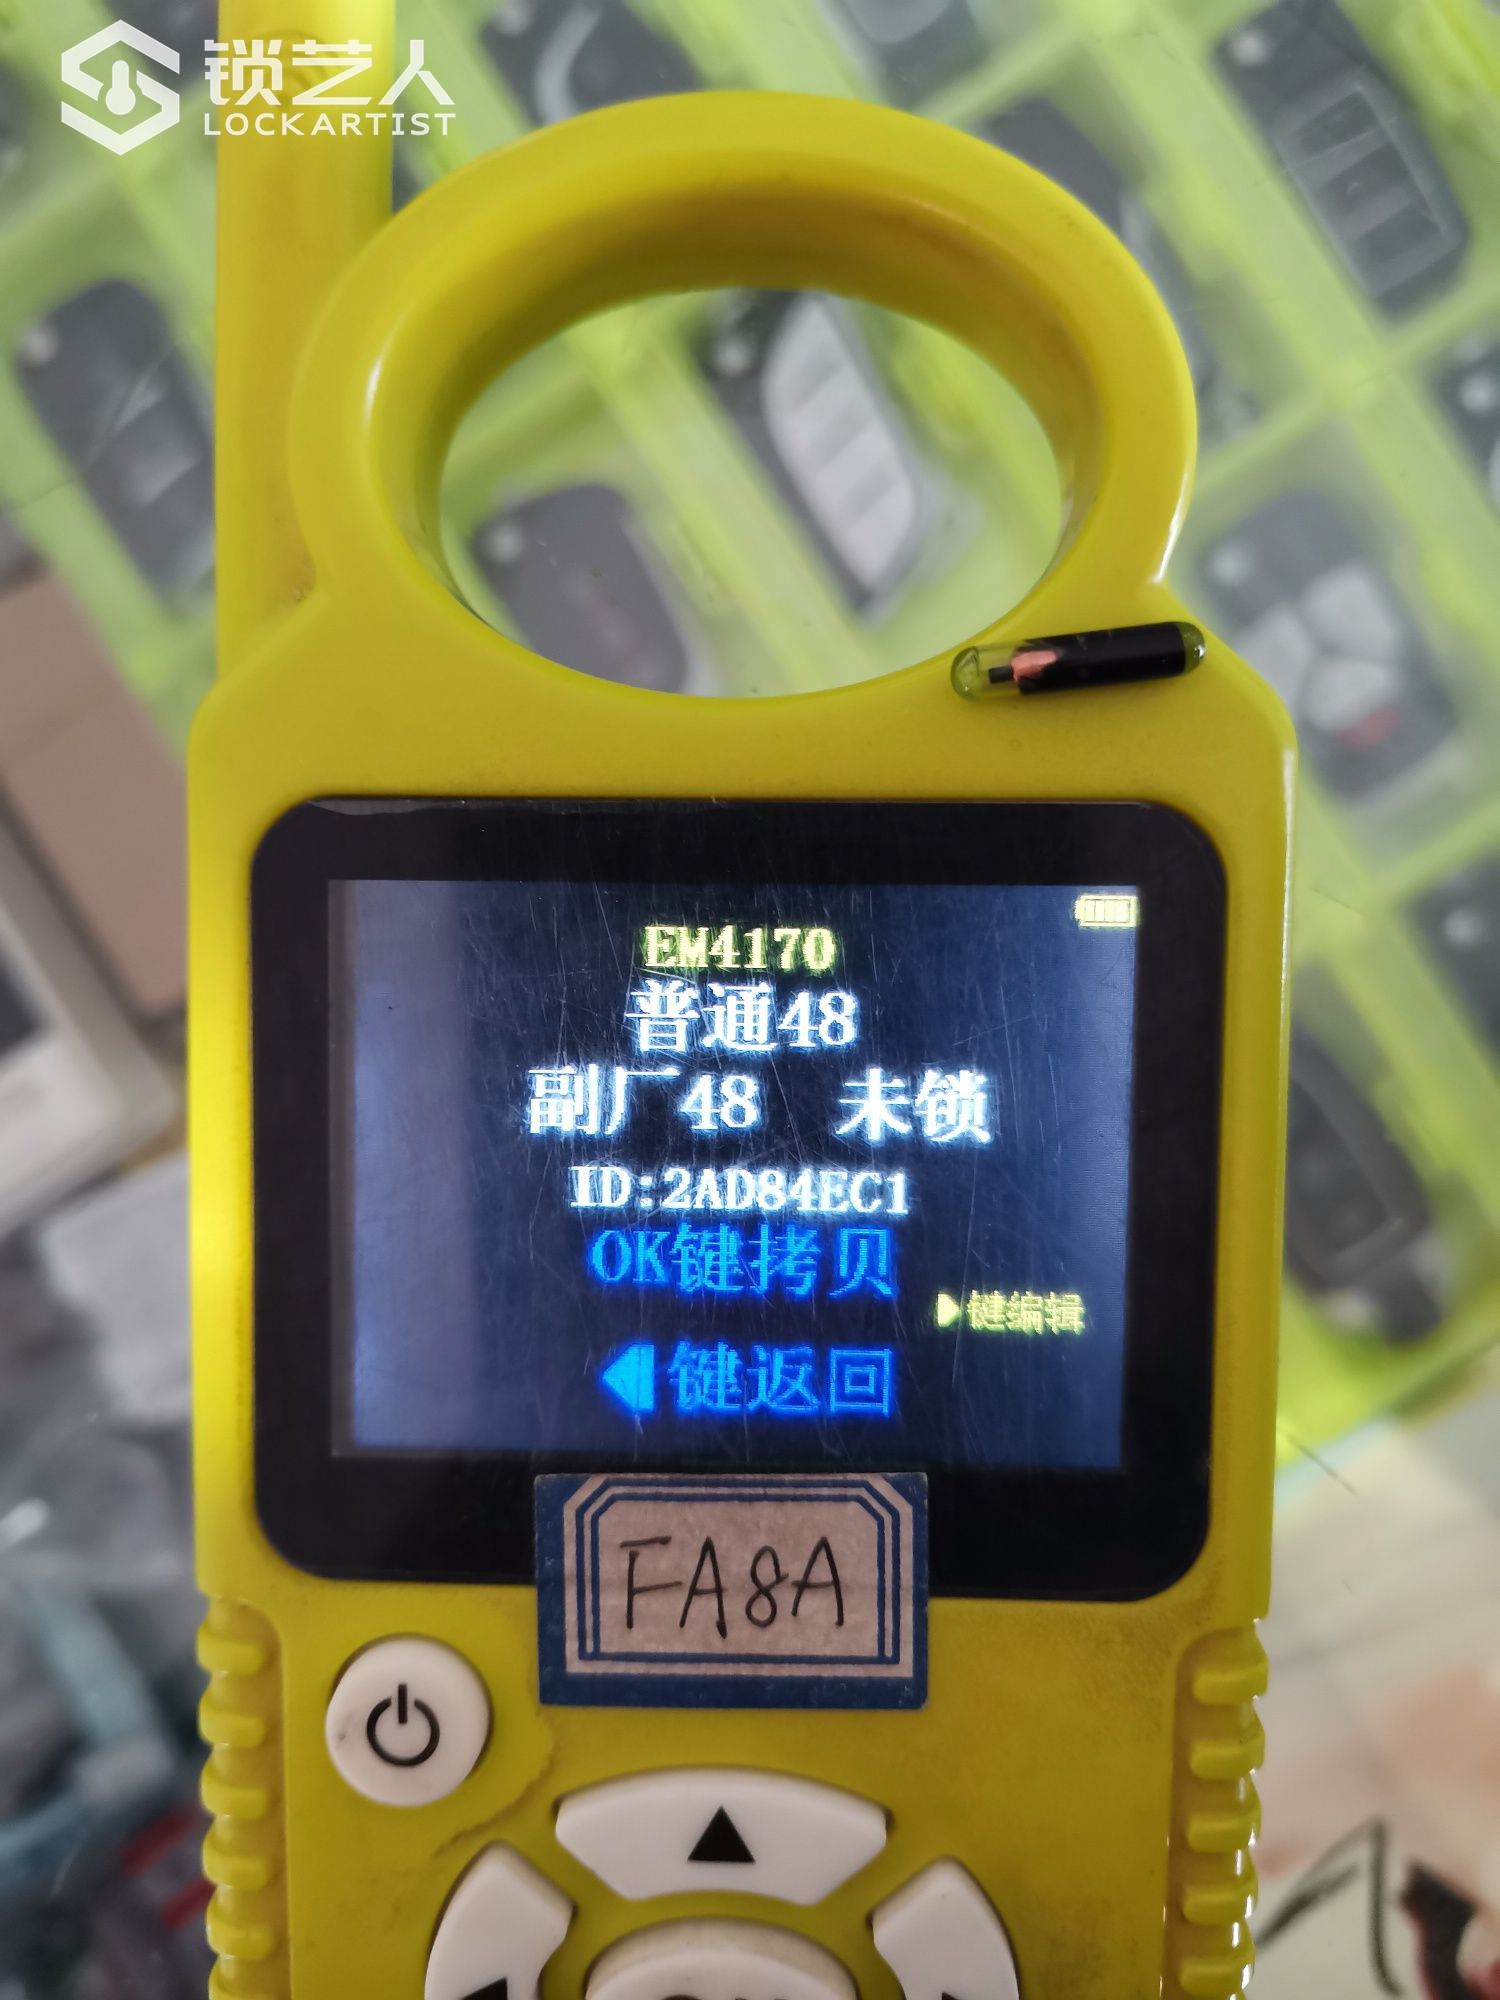 锁艺人
LOCKARTIST
EM4170
普通48
副厂48 未锁
ID:2AD84EC1
OK键拷贝
▶键编辑
◀键返回
FA8A